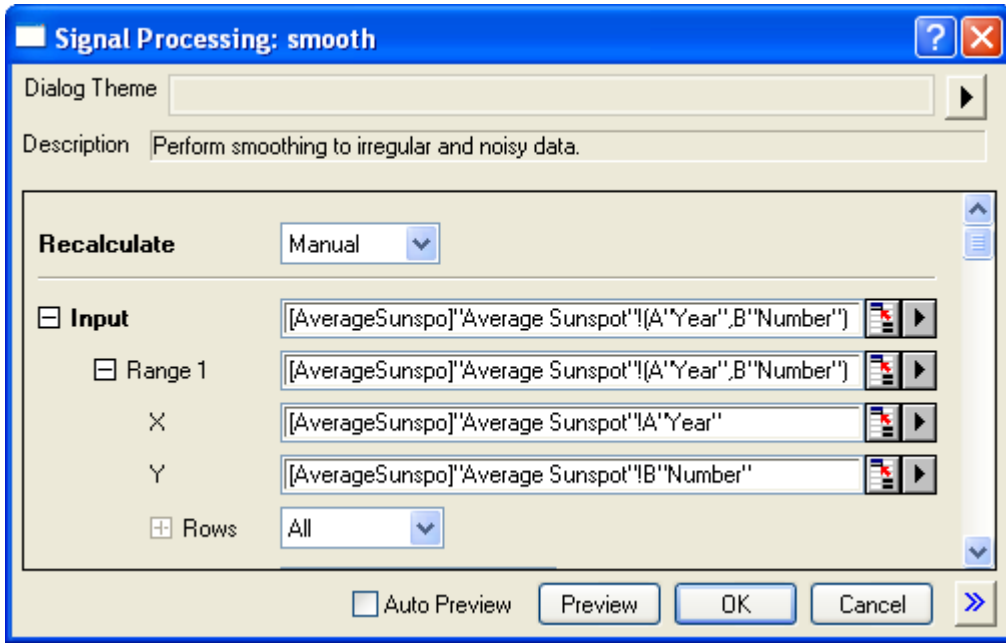 Signal Processing: smooth
Dialog Theme
Description Perform smoothing to irregular and noisy data.
Recalculate Manual
Input [AverageSunspo]"Average Sunspot"!(A"Year",B"Number")
Range 1 [AverageSunspo]"Average Sunspot"!(A"Year",B"Number")
X [AverageSunspo]"Average Sunspot"!A"Year"
Y [AverageSunspo]"Average Sunspot"!B"Number"
Rows All
Auto Preview Preview OK Cancel